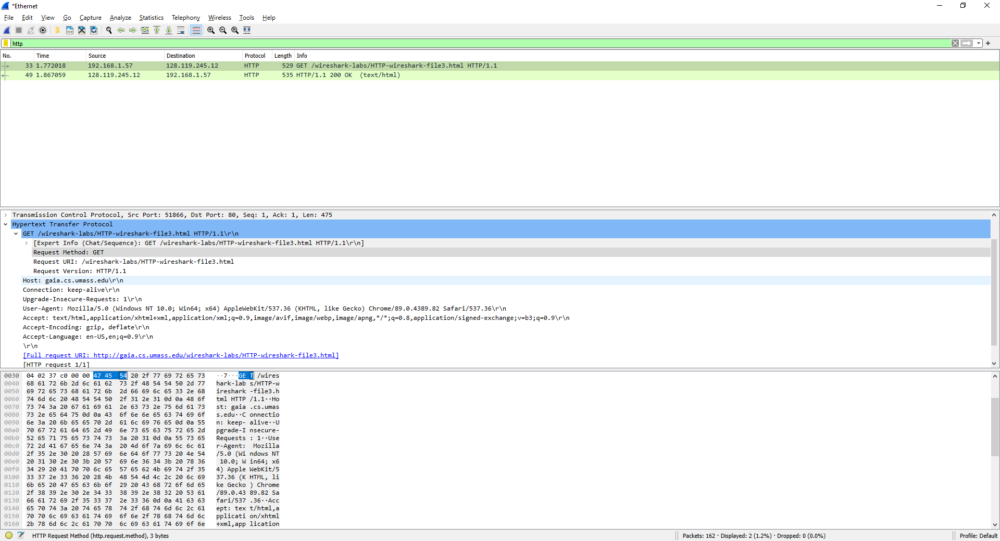 *Ethernet
File Edit View Go Capture Analyze Statistics Telephony Wireless Tools Help
http
No. Time Source Destination Protocol Length Info
33 1.772018 192.168.1.57 128.119.245.12 HTTP 529 GET /wireshark-labs/HTTP-wireshark-file3.html HTTP/1.1
49 1.867059 128.119.245.12 192.168.1.57 HTTP 535 HTTP/1.1 200 OK  (text/html)
Transmission Control Protocol, Src Port: 51866, Dst Port: 80, Seq: 1, Ack: 1, Len: 475
Hypertext Transfer Protocol
GET /wireshark-labs/HTTP-wireshark-file3.html HTTP/1.1\r\n
[Expert Info (Chat/Sequence): GET /wireshark-labs/HTTP-wireshark-file3.html HTTP/1.1\r\n]
Request Method: GET
Request URI: /wireshark-labs/HTTP-wireshark-file3.html
Request Version: HTTP/1.1
Host: gaia.cs.umass.edu\r\n
Connection: keep-alive\r\n
Upgrade-Insecure-Requests: 1\r\n
User-Agent: Mozilla/5.0 (Windows NT 10.0; Win64; x64) AppleWebKit/537.36 (KHTML, like Gecko) Chrome/89.0.4389.82 Safari/537.36\r\n
Accept: text/html,application/xhtml+xml,application/xml;q=0.9,image/avif,image/webp,image/apng,*/*;q=0.8,application/signed-exchange;v=b3;q=0.9\r\n
Accept-Encoding: gzip, deflate\r\n
Accept-Language: en-US,en;q=0.9\r\n
\r\n
[Full request URI: http://gaia.cs.umass.edu/wireshark-labs/HTTP-wireshark-file3.html]
[HTTP request 1/1]
0030 04 02 37 c0 00 00 47 45 54 20 2f 77 69 72 65 73 ··7···GE T /wires
0040 68 61 72 6b 2d 6c 61 62 73 2f 48 54 54 50 2d 77 hark-lab s/HTTP-w
0050 69 72 65 73 68 61 72 6b 2d 66 69 6c 65 33 2e 68 ireshark -file3.h
0060 74 6d 6c 20 48 54 54 50 2f 31 2e 31 0d 0a 48 6f tml HTTP /1.1··Ho
0070 73 74 3a 20 67 61 69 61 2e 63 73 2e 75 6d 61 73 st: gaia .cs.umas
0080 73 2e 65 64 75 0d 0a 43 6f 6e 6e 65 63 74 69 6f s.edu··C onnectio
0090 6e 3a 20 6b 65 65 70 2d 61 6c 69 76 65 0d 0a 55 n: keep- alive··U
00a0 70 67 72 61 64 65 2d 49 6e 73 65 63 75 72 65 2d pgrade-I nsecure-
00b0 52 65 71 75 65 73 74 73 3a 20 31 0d 0a 55 73 65 Requests : 1··Use
00c0 72 2d 41 67 65 6e 74 3a 20 4d 6f 7a 69 6c 6c 61 r-Agent:  Mozilla
00d0 2f 35 2e 30 20 28 57 69 6e 64 6f 77 73 20 4e 54 /5.0 (Wi ndows NT
00e0 20 31 30 2e 30 3b 20 57 69 6e 36 34 3b 20 78 36  10.0; W in64; x6
00f0 34 29 20 41 70 70 6c 65 57 65 62 4b 69 74 2f 35 4) Apple WebKit/5
0100 33 37 2e 33 36 20 28 4b 48 54 4d 4c 2c 20 6c 69 37.36 (K HTML, li
0110 6b 65 20 47 65 63 6b 6f 29 20 43 68 72 6f 6d 65 ke Gecko ) Chrome
0120 2f 38 39 2e 30 2e 34 33 38 39 2e 38 32 20 53 61 /89.0.43 89.82 Sa
0130 66 61 72 69 2f 35 33 37 2e 33 36 0d 0a 41 63 63 fari/537 .36··Acc
0140 65 70 74 3a 20 74 65 78 74 2f 68 74 6d 6c 2c 61 ept: tex t/html,a
0150 70 70 6c 69 63 61 74 69 6f 6e 2f 78 68 74 6d 6c pplicati on/xhtml
0160 2b 78 6d 6c 2c 61 70 70 6c 69 63 61 74 69 6f 6e +xml,app lication
HTTP Request Method (http.request.method), 3 bytes Packets: 162 · Displayed: 2 (1.2%) · Dropped: 0 (0.0%) Profile: Default